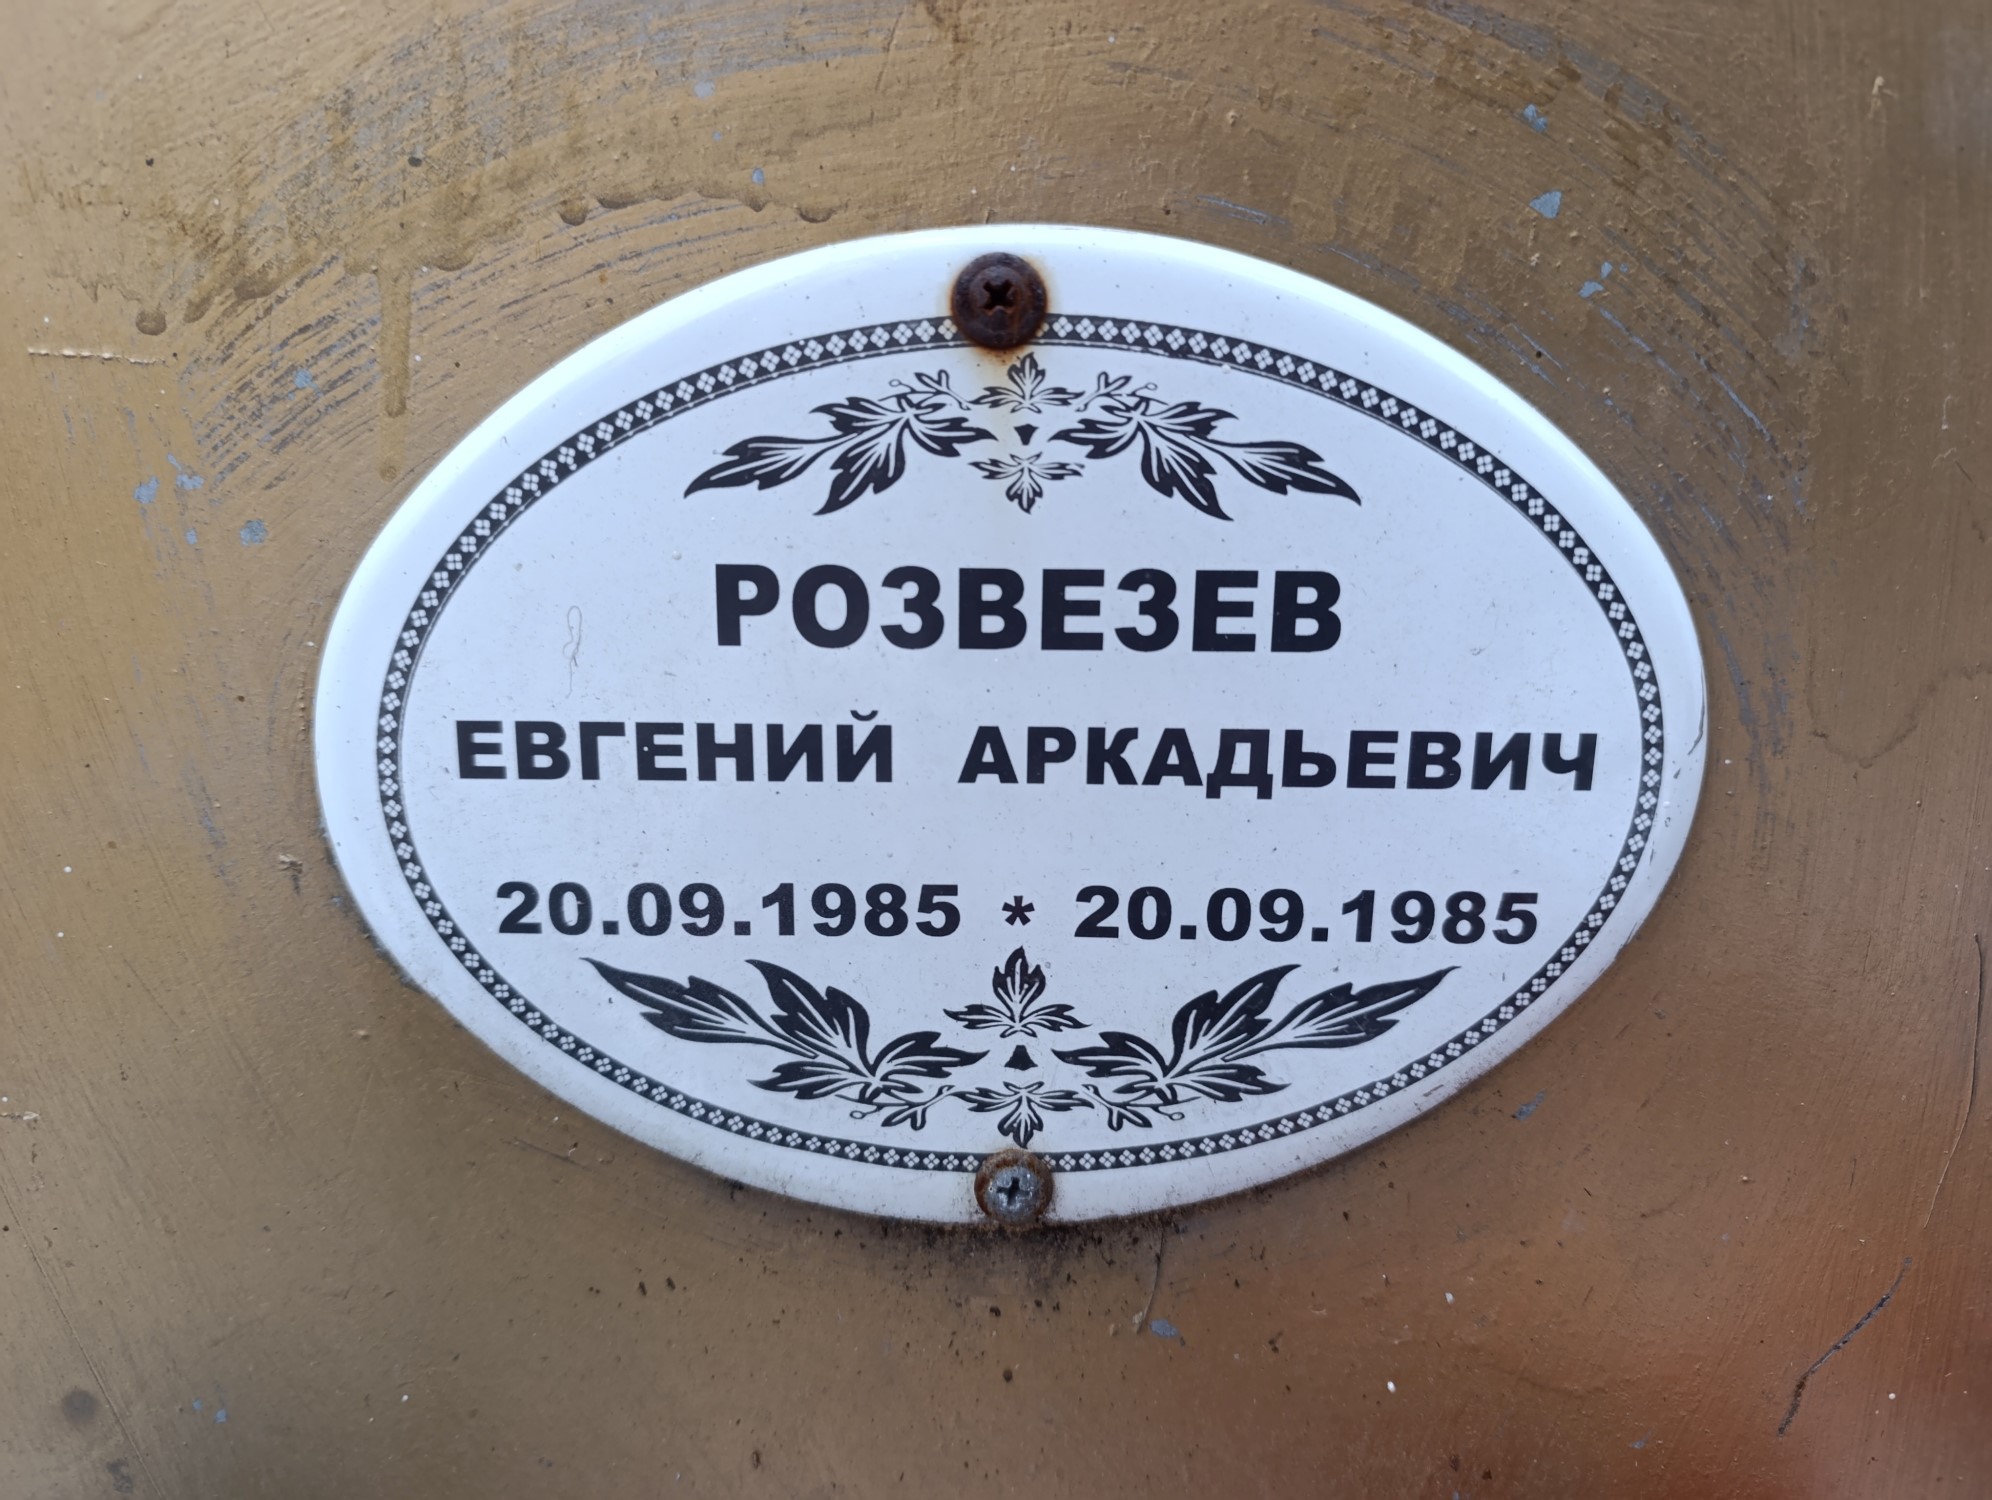 РОЗВЕЗЕВ
ЕВГЕНИЙ АРКАДЬЕВИЧ
20.09.1985 * 20.09.1985